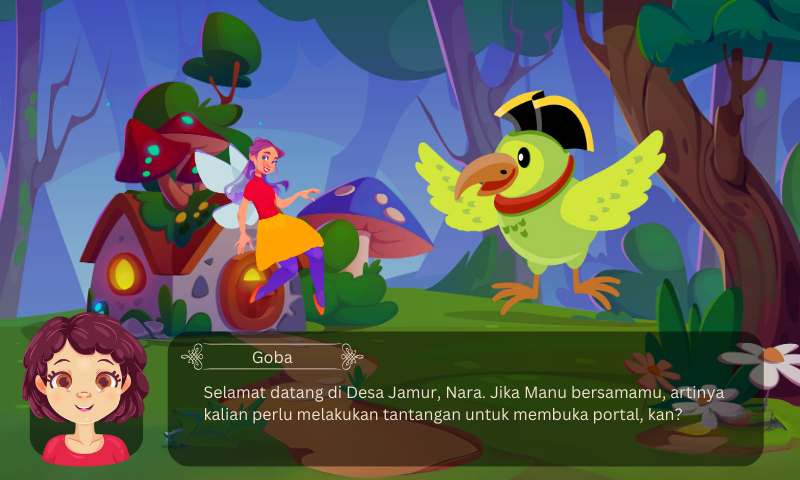 Goba
Selamat datang di Desa Jamur, Nara. Jika Manu bersamamu, artinya
kalian perlu melakukan tantangan untuk membuka portal, kan?